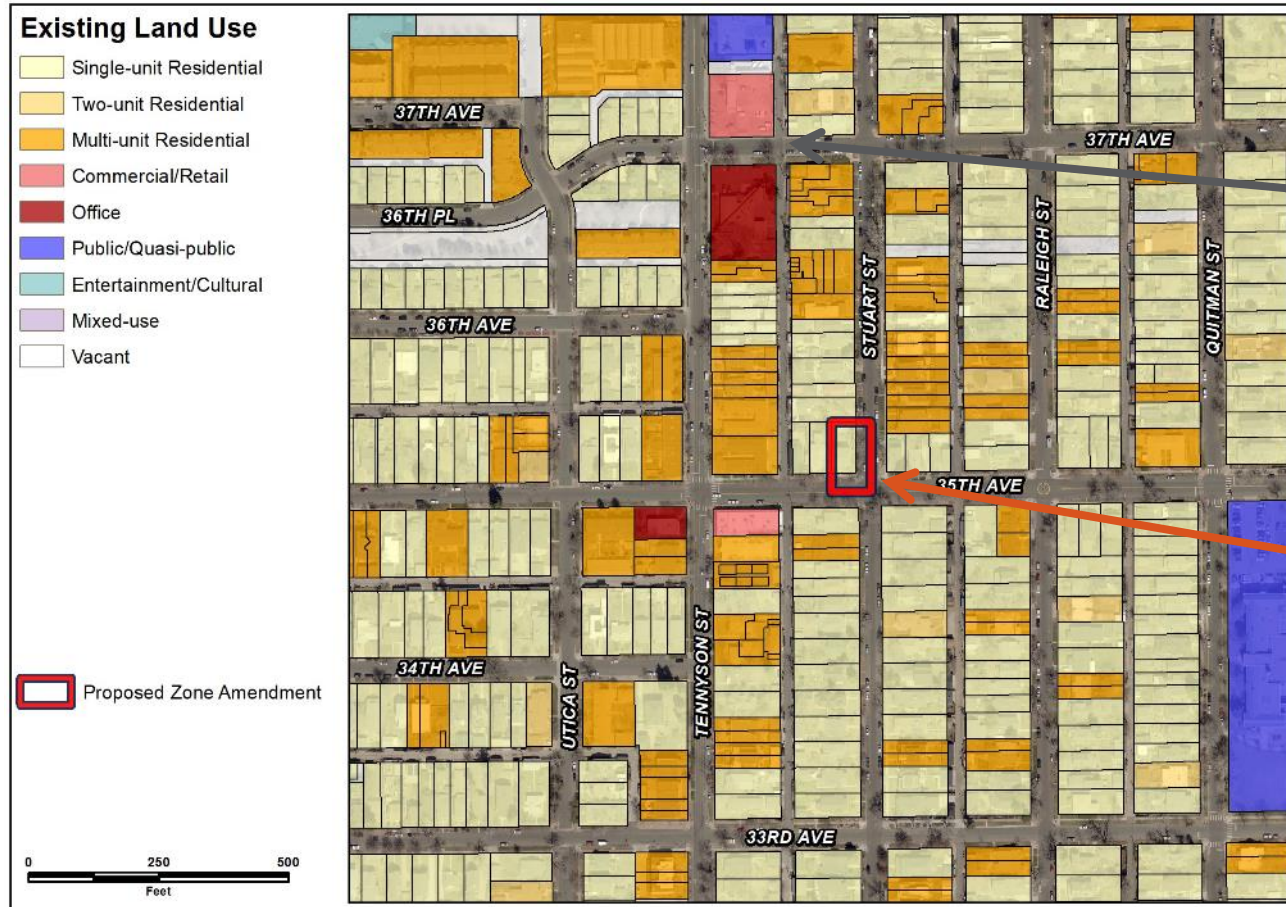 Existing Land Use
Single-unit Residential
Two-unit Residential
Multi-unit Residential
Commercial/Retail
Office
Public/Quasi-public
Entertainment/Cultural
Mixed-use
Vacant
Proposed Zone Amendment
0 250 500
Feet
37TH AVE
37TH AVE
36TH PL
36TH AVE
STUART ST
RALEIGH ST
QUITMAN ST
35TH AVE
34TH AVE
UTICA ST
TENNYSON ST
33RD AVE